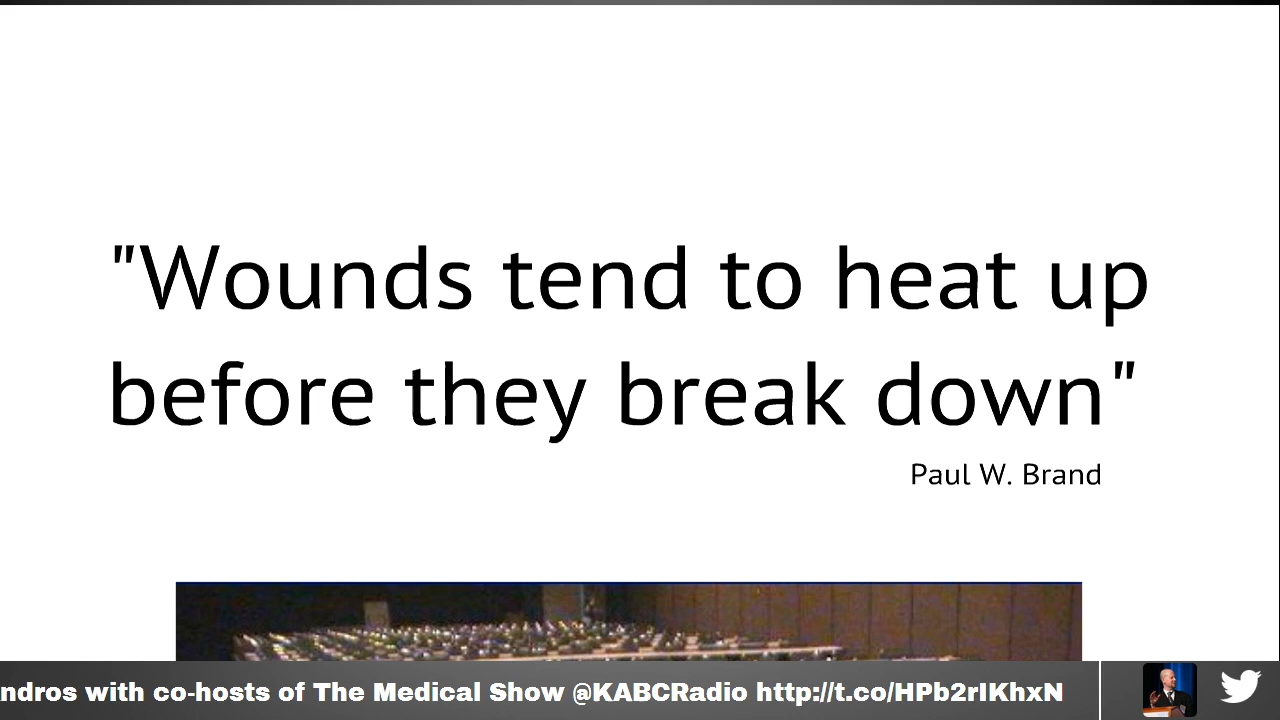 "Wounds tend to heat up
before they break down"
Paul W. Brand
ndros with co-hosts of The Medical Show @KABCRadio http://t.co/HPb2rIKhxN